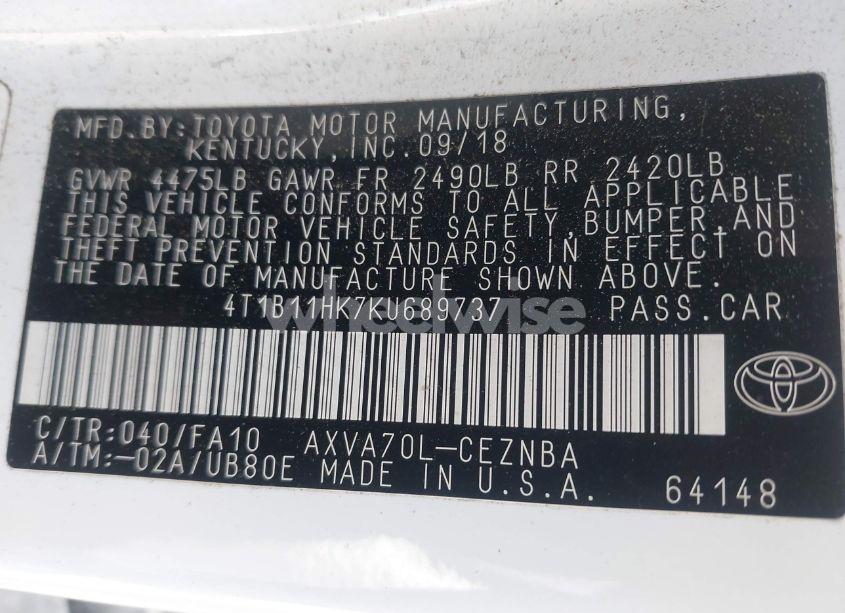 MFD. BY: TOYOTA MOTOR MANUFACTURING,
KENTUCKY, INC. 09/18
GVWR 4475LB GAWR FR 2490LB RR 2420LB
THIS VEHICLE CONFORMS TO ALL APPLICABLE
FEDERAL MOTOR VEHICLE SAFETY, BUMPER, AND
THEFT PREVENTION STANDARDS IN EFFECT ON
THE DATE OF MANUFACTURE SHOWN ABOVE.
4T1B11HK7KU689737 PASS. CAR
wheelwise
C/TR: 040/FA10 AXVA70L-CEZNBA
A/TM: -02A/UB80E MADE IN U.S.A. 64148